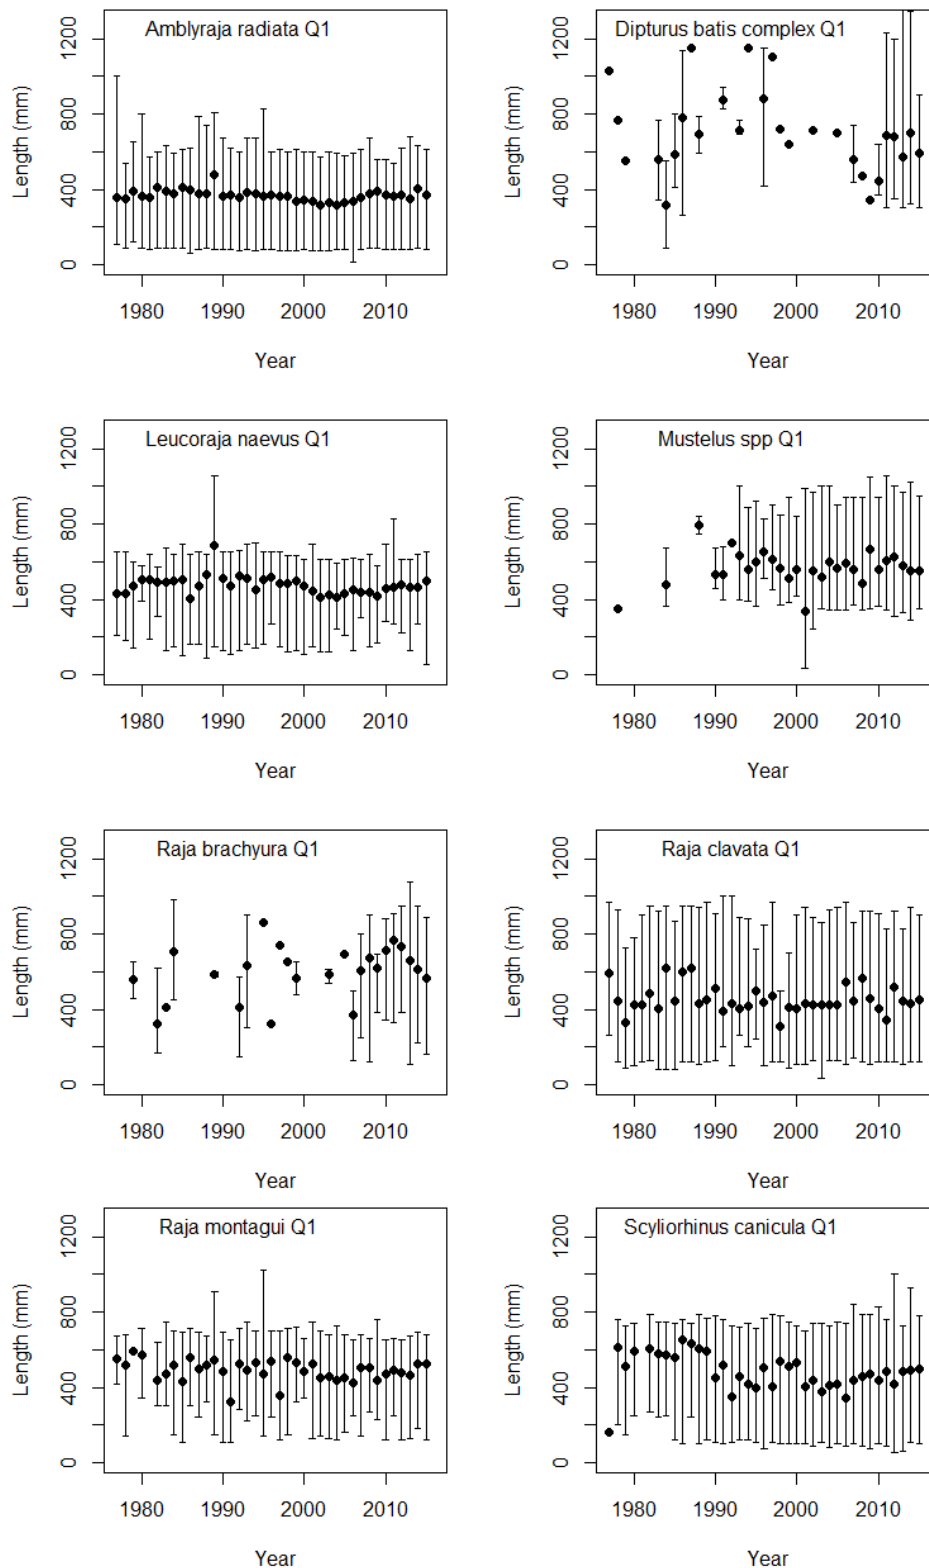 Amblyraja radiata Q1
Length (mm)
0 400 800 1200
1980 1990 2000 2010
Year
Dipturus batis complex Q1
Length (mm)
0 400 800 1200
1980 1990 2000 2010
Year
Leucoraja naevus Q1
Length (mm)
0 400 800 1200
1980 1990 2000 2010
Year
Mustelus spp Q1
Length (mm)
0 400 800 1200
1980 1990 2000 2010
Year
Raja brachyura Q1
Length (mm)
0 400 800 1200
1980 1990 2000 2010
Year
Raja clavata Q1
Length (mm)
0 400 800 1200
1980 1990 2000 2010
Year
Raja montagui Q1
Length (mm)
0 400 800 1200
1980 1990 2000 2010
Year
Scyliorhinus canicula Q1
Length (mm)
0 400 800 1200
1980 1990 2000 2010
Year